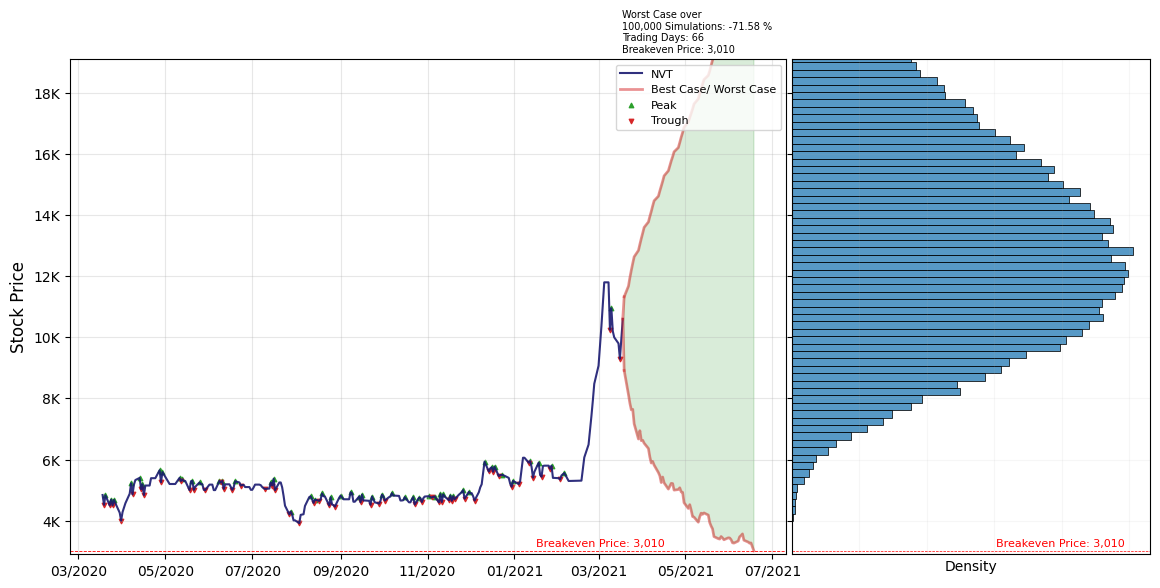 Worst Case over
100,000 Simulations: -71.58 %
Trading Days: 66
Breakeven Price: 3,010
NVT
Best Case/ Worst Case
Peak
Trough
Stock Price
18K
16K
14K
12K
10K
8K
6K
4K
Breakeven Price: 3,010
Breakeven Price: 3,010
03/2020 05/2020 07/2020 09/2020 11/2020 01/2021 03/2021 05/2021 07/2021
Density